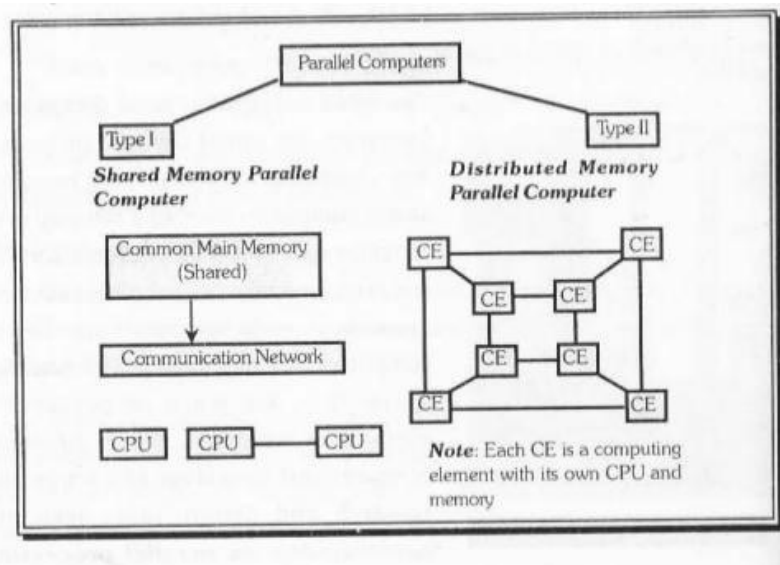 Parallel Computers
Type I
Type II
Shared Memory Parallel
Computer
Distributed Memory
Parallel Computer
Common Main Memory
(Shared)
Communication Network
CPU
CPU
CPU
CE
CE
CE
CE
CE
CE
CE
CE
Note: Each CE is a computing
element with its own CPU and
memory